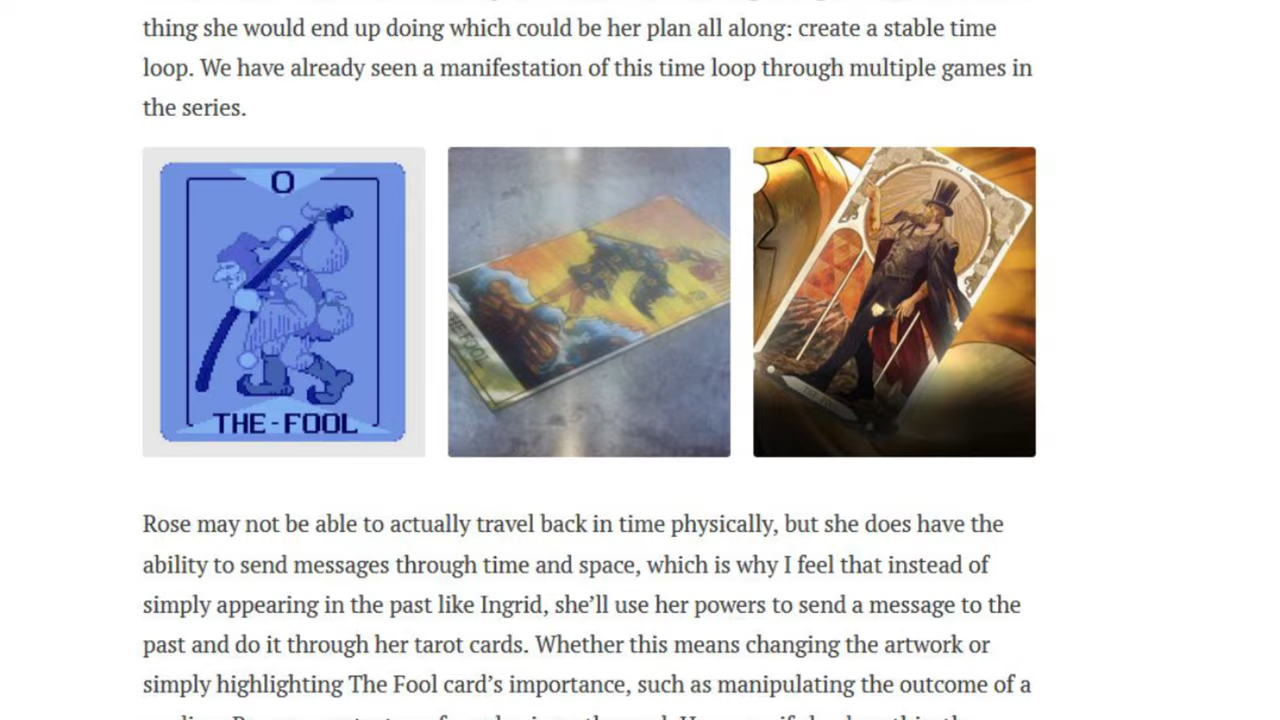 thing she would end up doing which could be her plan all along: create a stable time
loop. We have already seen a manifestation of this time loop through multiple games in
the series.
0
THE-FOOL
THE FOOL
Rose may not be able to actually travel back in time physically, but she does have the
ability to send messages through time and space, which is why I feel that instead of
simply appearing in the past like Ingrid, she’ll use her powers to send a message to the
past and do it through her tarot cards. Whether this means changing the artwork or
simply highlighting The Fool card’s importance, such as manipulating the outcome of a